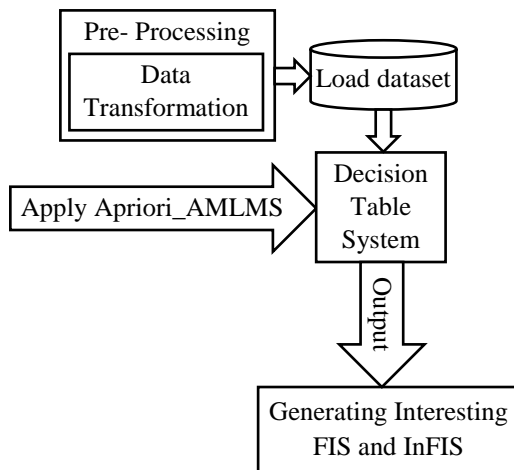 Pre- Processing
Data
Transformation
Load dataset
Apply Apriori_AMLMS
Decision
Table
System
Output
Generating Interesting
FIS and InFIS